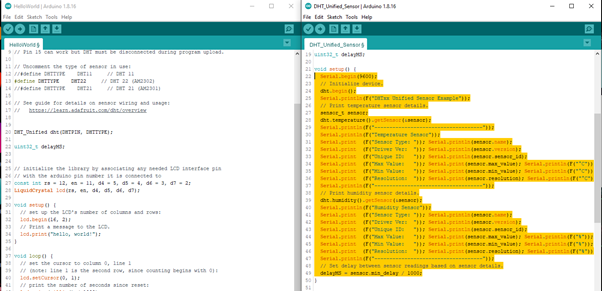 HelloWorld | Arduino 1.8.16
File Edit Sketch Tools Help
HelloWorld §
9 // Pin 15 can work but DHT must be disconnected during program upload.
10
11 // Uncomment the type of sensor in use:
12 //#define DHTTYPE DHT11 // DHT 11
13 #define DHTTYPE DHT22 // DHT 22 (AM2302)
14 //#define DHTTYPE DHT21 // DHT 21 (AM2301)
15
16 // See guide for details on sensor wiring and usage:
17 // https://learn.adafruit.com/dht/overview
18
19
20 DHT_Unified dht(DHTPIN, DHTTYPE);
21
22 uint32_t delayMS;
23
24
25 // initialize the library by associating any needed LCD interface pin
26 // with the arduino pin number it is connected to
27 const int rs = 12, en = 11, d4 = 5, d5 = 4, d6 = 3, d7 = 2;
28 LiquidCrystal lcd(rs, en, d4, d5, d6, d7);
29
30 void setup() {
31 // set up the LCD's number of columns and rows:
32 lcd.begin(16, 2);
33 // Print a message to the LCD.
34 lcd.print("hello, world!");
35 }
36
37 void loop() {
38 // set the cursor to column 0, line 1
39 // (note: line 1 is the second row, since counting begins with 0):
40 lcd.setCursor(0, 1);
41 // print the number of seconds since reset:
DHT_Unified_Sensor | Arduino 1.8.16
File Edit Sketch Tools Help
DHT_Unified_Sensor §
19 uint32_t delayMS;
20
21 void setup() {
22 Serial.begin(9600);
23 // Initialize device.
24 dht.begin();
25 Serial.println(F("DHTxx Unified Sensor Example"));
26 // Print temperature sensor details.
27 sensor_t sensor;
28 dht.temperature().getSensor(&sensor);
29 Serial.println(F("------------------------------------"));
30 Serial.println(F("Temperature Sensor"));
31 Serial.print (F("Sensor Type: ")); Serial.println(sensor.name);
32 Serial.print (F("Driver Ver: ")); Serial.println(sensor.version);
33 Serial.print (F("Unique ID: ")); Serial.println(sensor.sensor_id);
34 Serial.print (F("Max Value: ")); Serial.print(sensor.max_value); Serial.println(F("°C"));
35 Serial.print (F("Min Value: ")); Serial.print(sensor.min_value); Serial.println(F("°C"));
36 Serial.print (F("Resolution: ")); Serial.print(sensor.resolution); Serial.println(F("°C"));
37 Serial.println(F("------------------------------------"));
38 // Print humidity sensor details.
39 dht.humidity().getSensor(&sensor);
40 Serial.println(F("Humidity Sensor"));
41 Serial.print (F("Sensor Type: ")); Serial.println(sensor.name);
42 Serial.print (F("Driver Ver: ")); Serial.println(sensor.version);
43 Serial.print (F("Unique ID: ")); Serial.println(sensor.sensor_id);
44 Serial.print (F("Max Value: ")); Serial.print(sensor.max_value); Serial.println(F("%"));
45 Serial.print (F("Min Value: ")); Serial.print(sensor.min_value); Serial.println(F("%"));
46 Serial.print (F("Resolution: ")); Serial.print(sensor.resolution); Serial.println(F("%"));
47 Serial.println(F("------------------------------------"));
48 // Set delay between sensor readings based on sensor details.
49 delayMS = sensor.min_delay / 1000;
50 }
51